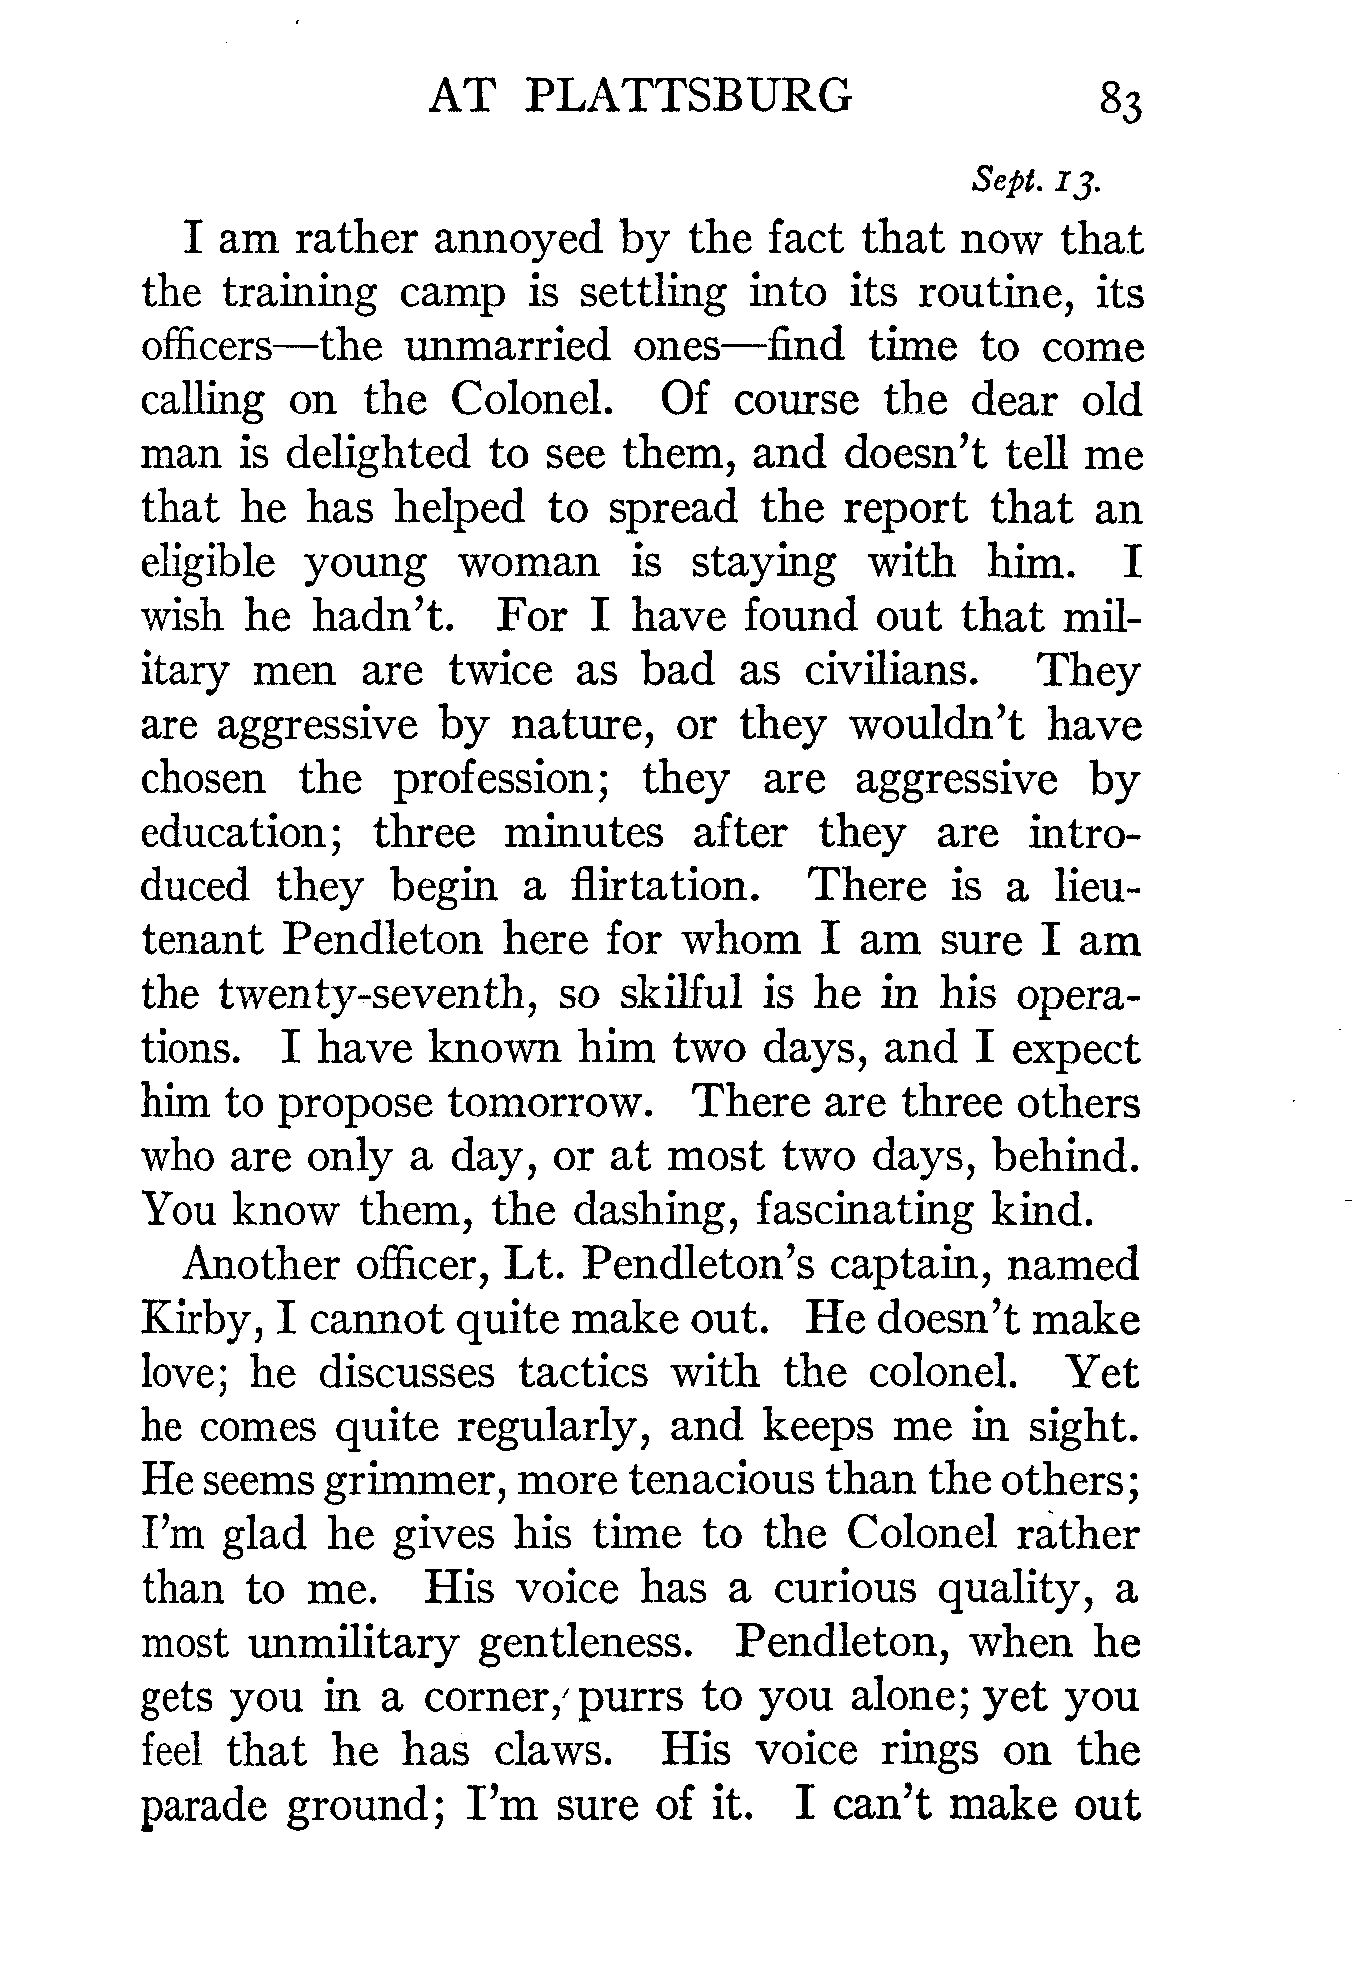 AT PLATTSBURG 83
Sept. 13.
I am rather annoyed by the fact that now that
the training camp is settling into its routine, its
officers—the unmarried ones—find time to come
calling on the Colonel. Of course the dear old
man is delighted to see them, and doesn't tell me
that he has helped to spread the report that an
eligible young woman is staying with him. I
wish he hadn't. For I have found out that mil-
itary men are twice as bad as civilians. They
are aggressive by nature, or they wouldn't have
chosen the profession; they are aggressive by
education; three minutes after they are intro-
duced they begin a flirtation. There is a lieu-
tenant Pendleton here for whom I am sure I am
the twenty-seventh, so skilful is he in his opera-
tions. I have known him two days, and I expect
him to propose tomorrow. There are three others
who are only a day, or at most two days, behind.
You know them, the dashing, fascinating kind.
Another officer, Lt. Pendleton's captain, named
Kirby, I cannot quite make out. He doesn't make
love; he discusses tactics with the colonel. Yet
he comes quite regularly, and keeps me in sight.
He seems grimmer, more tenacious than the others;
I'm glad he gives his time to the Colonel rather
than to me. His voice has a curious quality, a
most unmilitary gentleness. Pendleton, when he
gets you in a corner, purrs to you alone; yet you
feel that he has claws. His voice rings on the
parade ground; I'm sure of it. I can't make out